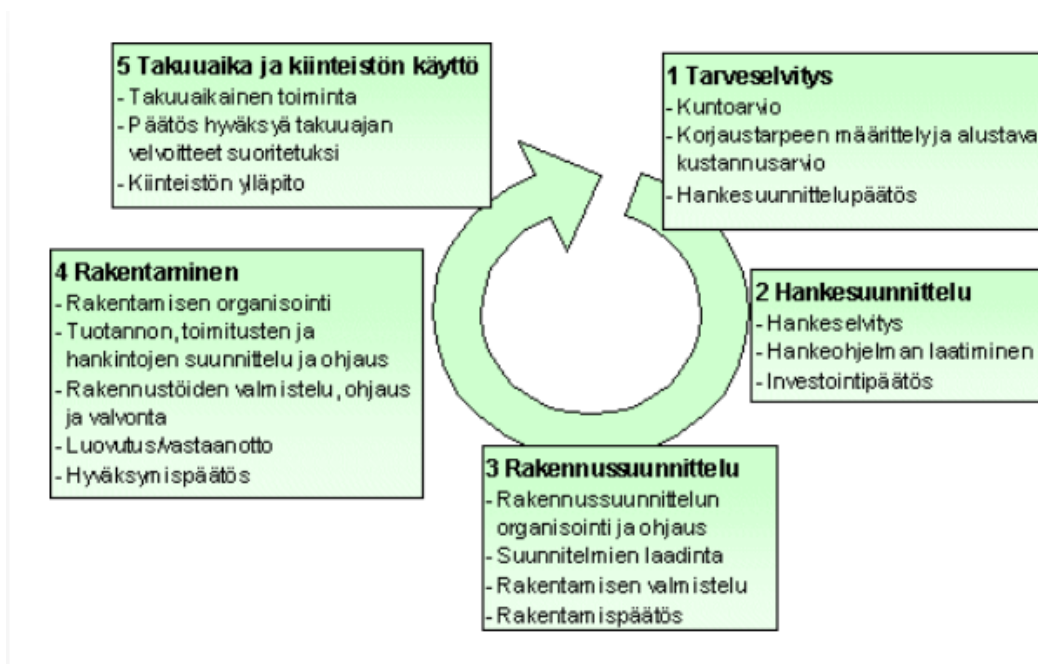 1 Tarveselvitys
- Kuntoarvio
- Korjaustarpeen määrittely ja alustava
kustannusarvio
- Hankesuunnittelupäätös
2 Hankesuunnittelu
- Hankeselvitys
- Hankeohjelman laatiminen
- Investointipäätös
3 Rakennussuunnittelu
- Rakennussuunnittelun
organisointi ja ohjaus
- Suunnitelmien laadinta
- Rakentamisen valmistelu
- Rakentamispäätös
4 Rakentaminen
- Rakentamisen organisointi
- Tuotannon, toimitusten ja
hankintojen suunnittelu ja ohjaus
- Rakennustöiden valmistelu, ohjaus
ja valvonta
- Luovutus/vastaanotto
- Hyväksymispäätös
5 Takuuaika ja kiinteistön käyttö
- Takuuaikainen toiminta
- Päätös hyväksyä takuuajan
velvoitteet suoritetuksi
- Kiinteistön ylläpito